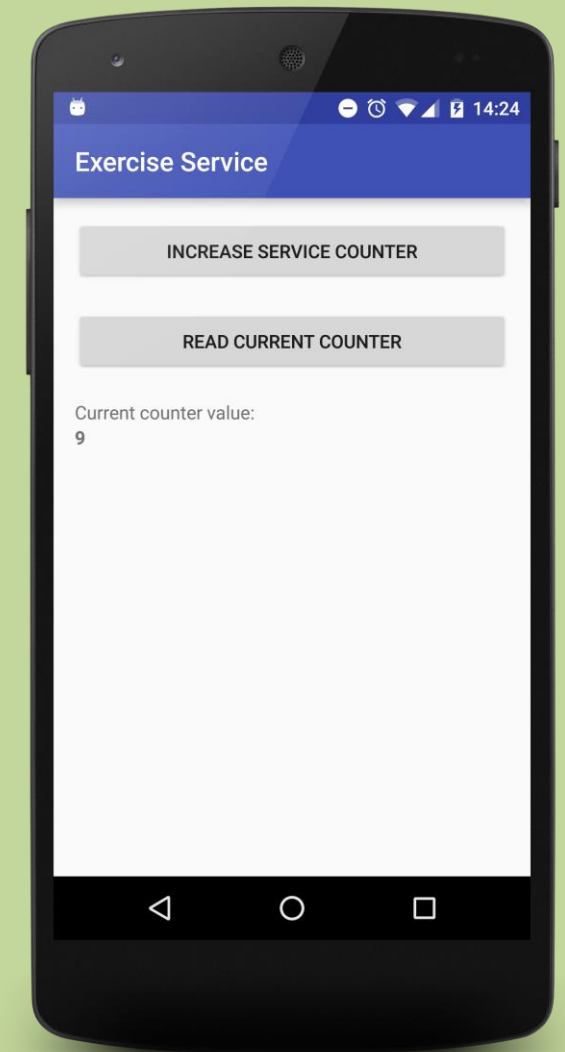 14:24
Exercise Service
INCREASE SERVICE COUNTER
READ CURRENT COUNTER
Current counter value:
9